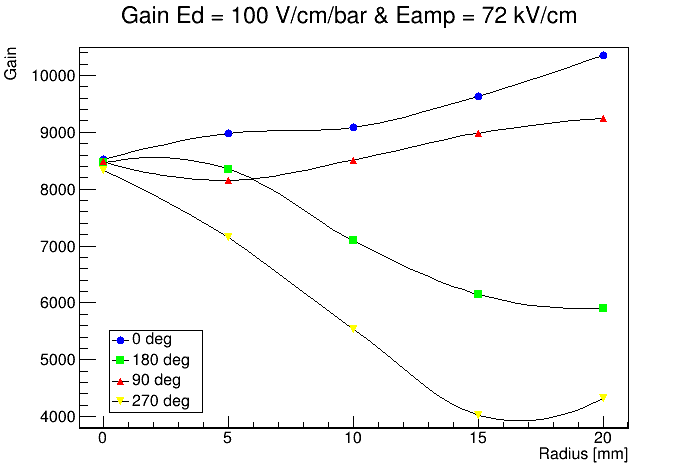 Gain Ed = 100 V/cm/bar & Eamp = 72 kV/cm
Gain
10000
9000
8000
7000
6000
5000
4000
0 deg
180 deg
90 deg
270 deg
0 5 10 15 20
Radius [mm]